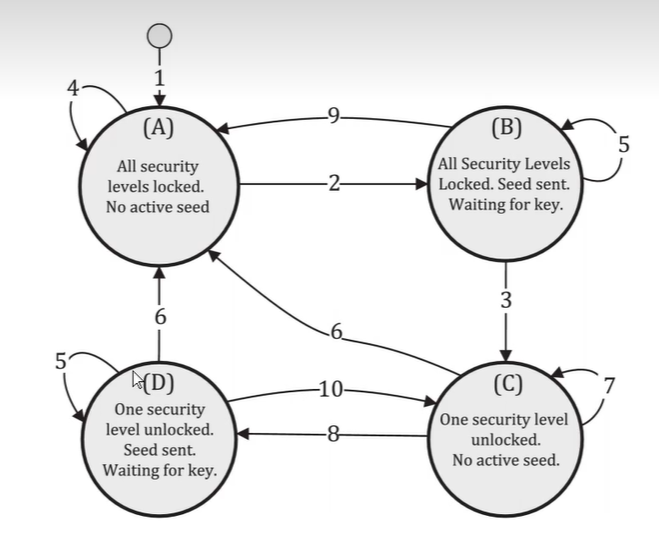 1
4
(A)
All security
levels locked.
No active seed
9
2
(B)
All Security Levels
Locked. Seed sent.
Waiting for key.
5
3
6
6
5
(D)
One security
level unlocked.
Seed sent.
Waiting for key.
10
8
(C)
One security level
unlocked.
No active seed.
7